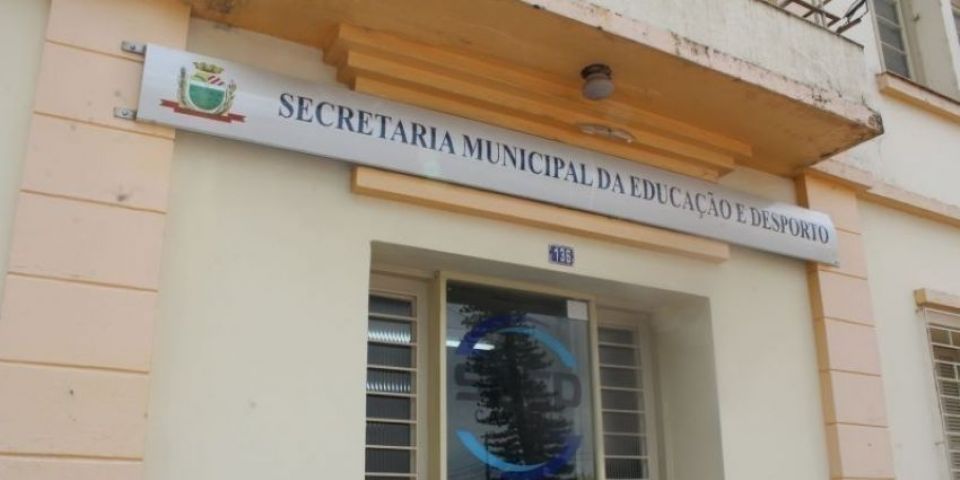 SECRETARIA MUNICIPAL DA EDUCAÇÃO E DESPORTO
136